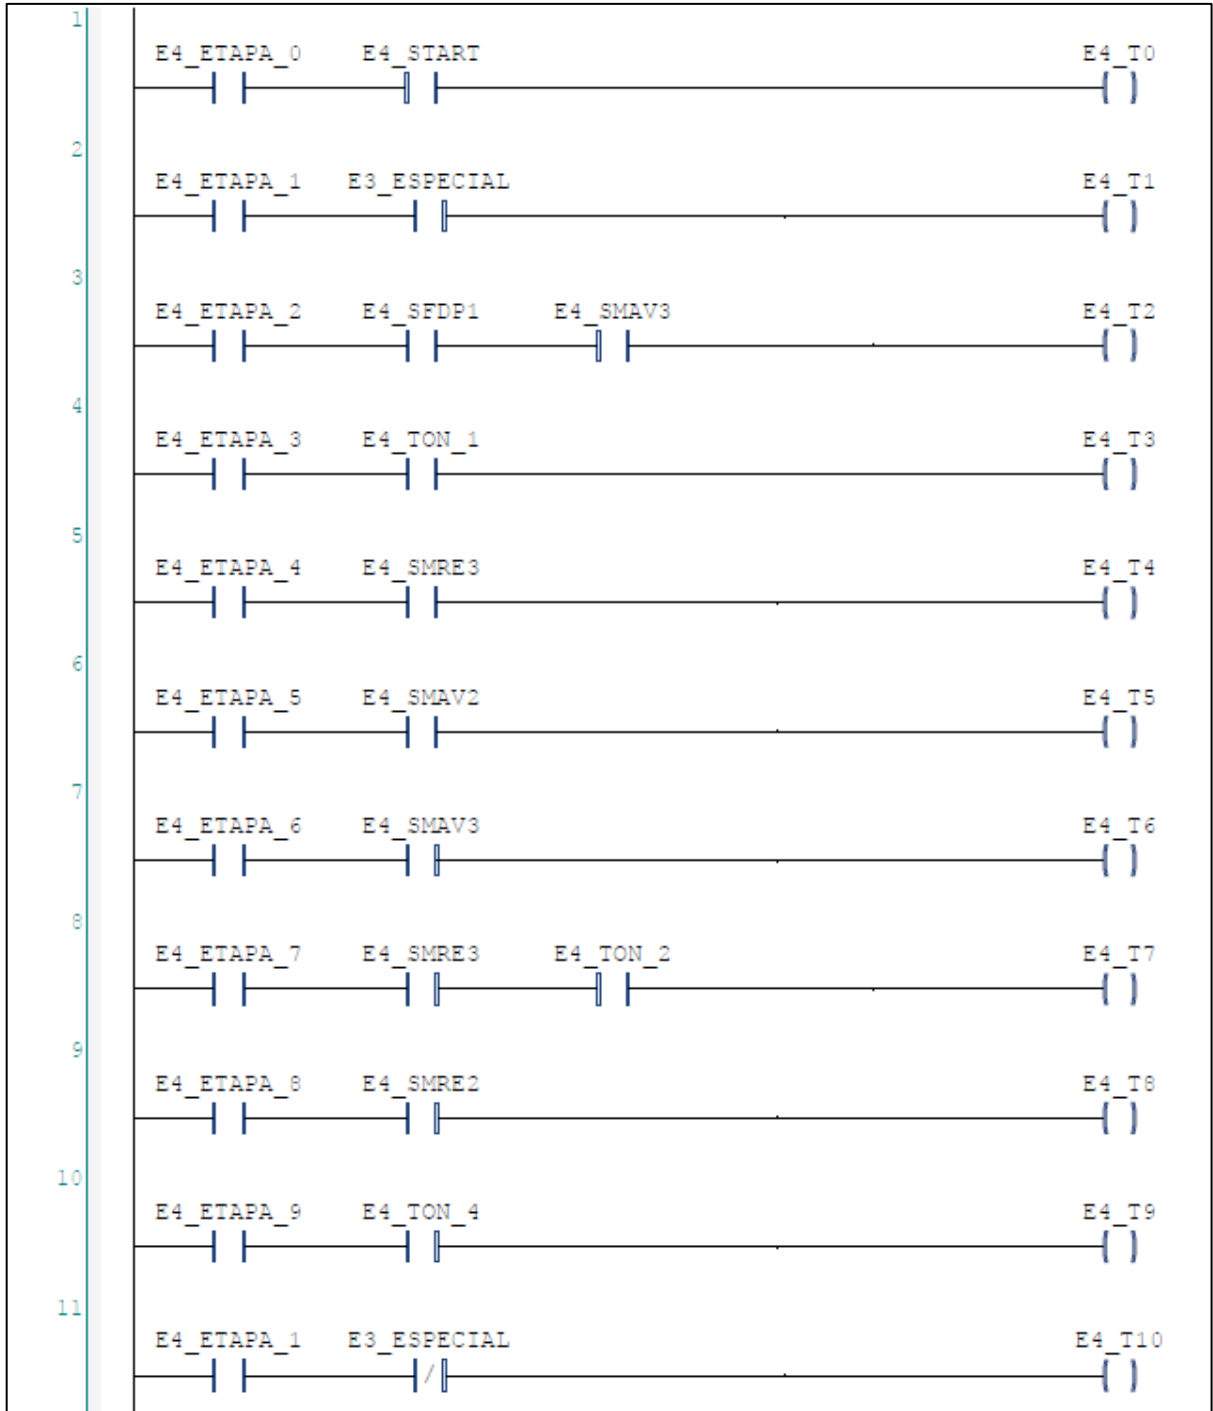 1
E4_ETAPA_0 E4_START E4_T0
2
E4_ETAPA_1 E3_ESPECIAL E4_T1
3
E4_ETAPA_2 E4_SFDP1 E4_SMAV3 E4_T2
4
E4_ETAPA_3 E4_TON_1 E4_T3
5
E4_ETAPA_4 E4_SMRE3 E4_T4
6
E4_ETAPA_5 E4_SMAV2 E4_T5
7
E4_ETAPA_6 E4_SMAV3 E4_T6
8
E4_ETAPA_7 E4_SMRE3 E4_TON_2 E4_T7
9
E4_ETAPA_8 E4_SMRE2 E4_T8
10
E4_ETAPA_9 E4_TON_4 E4_T9
11
E4_ETAPA_1 E3_ESPECIAL E4_T10